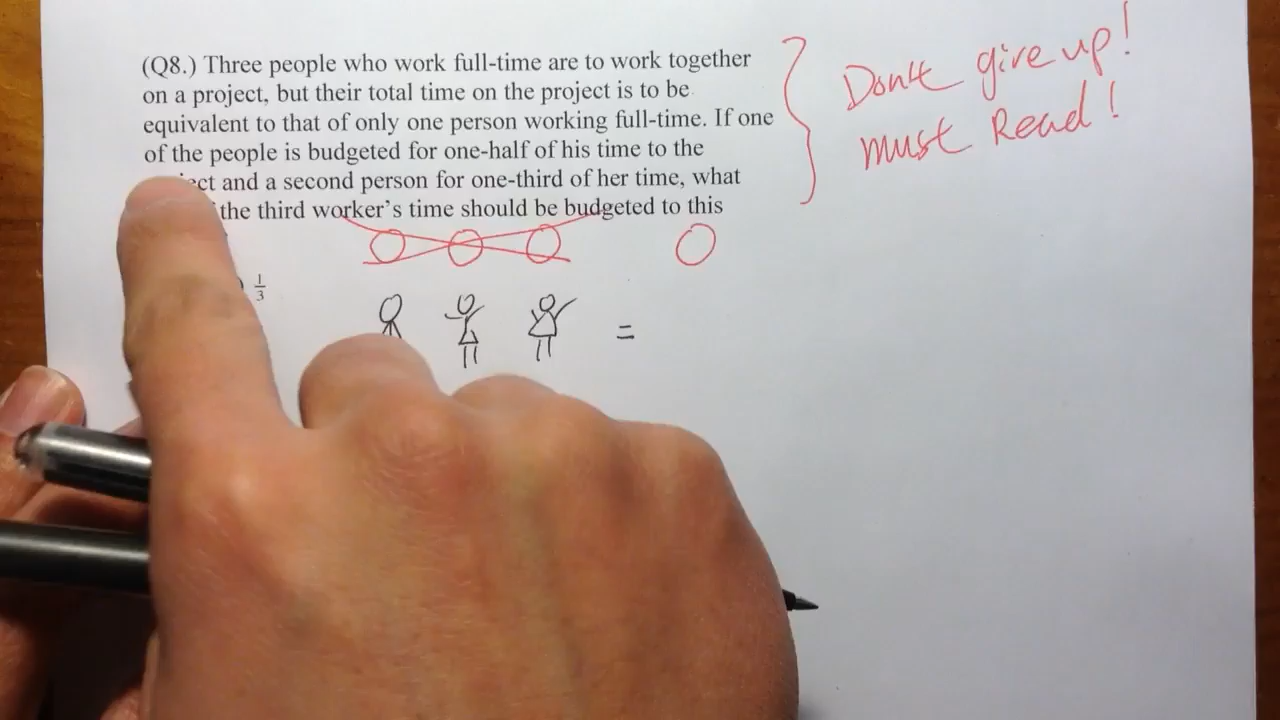 (Q8.) Three people who work full-time are to work together
on a project, but their total time on the project is to be
equivalent to that of only one person working full-time. If one
of the people is budgeted for one-half of his time to the
and a second person for one-third of her time, what
the third worker's time should be budgeted to this
1/3
=
Don't give up!
must Read!